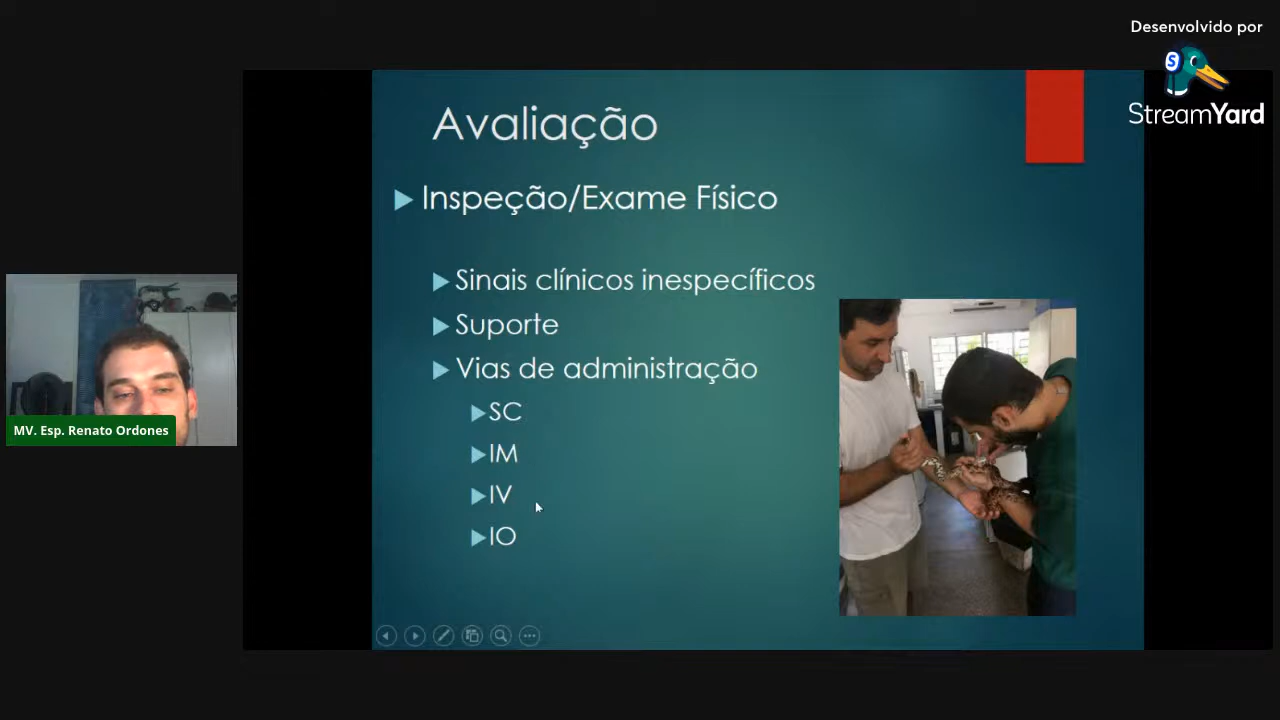 Desenvolvido por
StreamYard
Avaliação
Inspeção/Exame Físico
Sinais clínicos inespecíficos
Suporte
Vias de administração
SC
IM
IV
IO
MV. Esp. Renato Ordones